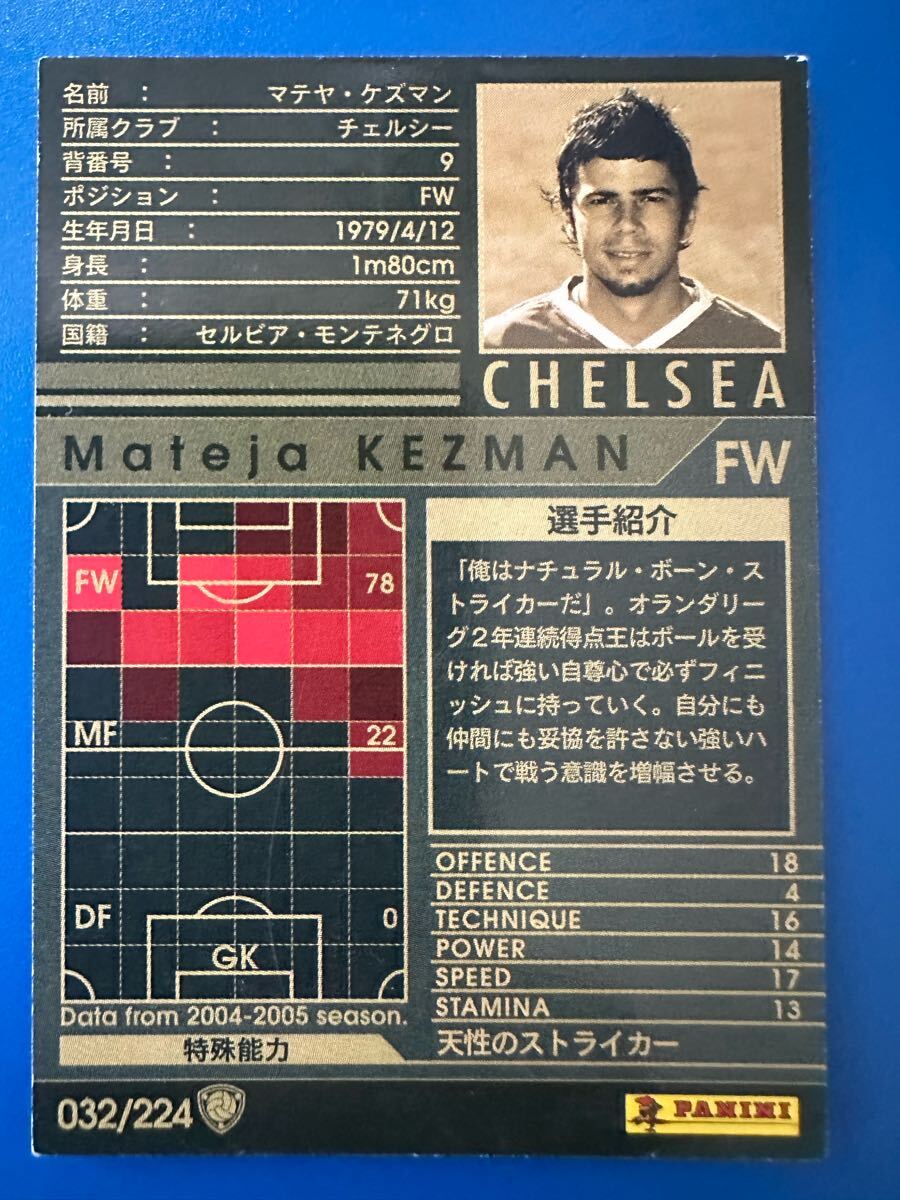 名前 : マテヤ・ケズマン
所属クラブ : チェルシー
背番号 : 9
ポジション : FW
生年月日 : 1979/4/12
身長 : 1m80cm
体重 : 71kg
国籍 : セルビア・モンテネグロ
CHELSEA
Mateja KEZMAN FW
FW 78
MF 22
DF 0
GK
Data from 2004-2005 season.
選手紹介
「俺はナチュラル・ボーン・ス
トライカーだ」。オランダリー
グ2年連続得点王はボールを受
ければ強い自尊心で必ずフィニ
ッシュに持っていく。自分にも
仲間にも妥協を許さない強いハ
ートで戦う意識を増幅させる。
OFFENCE 18
DEFENCE 4
TECHNIQUE 16
POWER 14
SPEED 17
STAMINA 13
特殊能力 天性のストライカー
032/224
PANINI